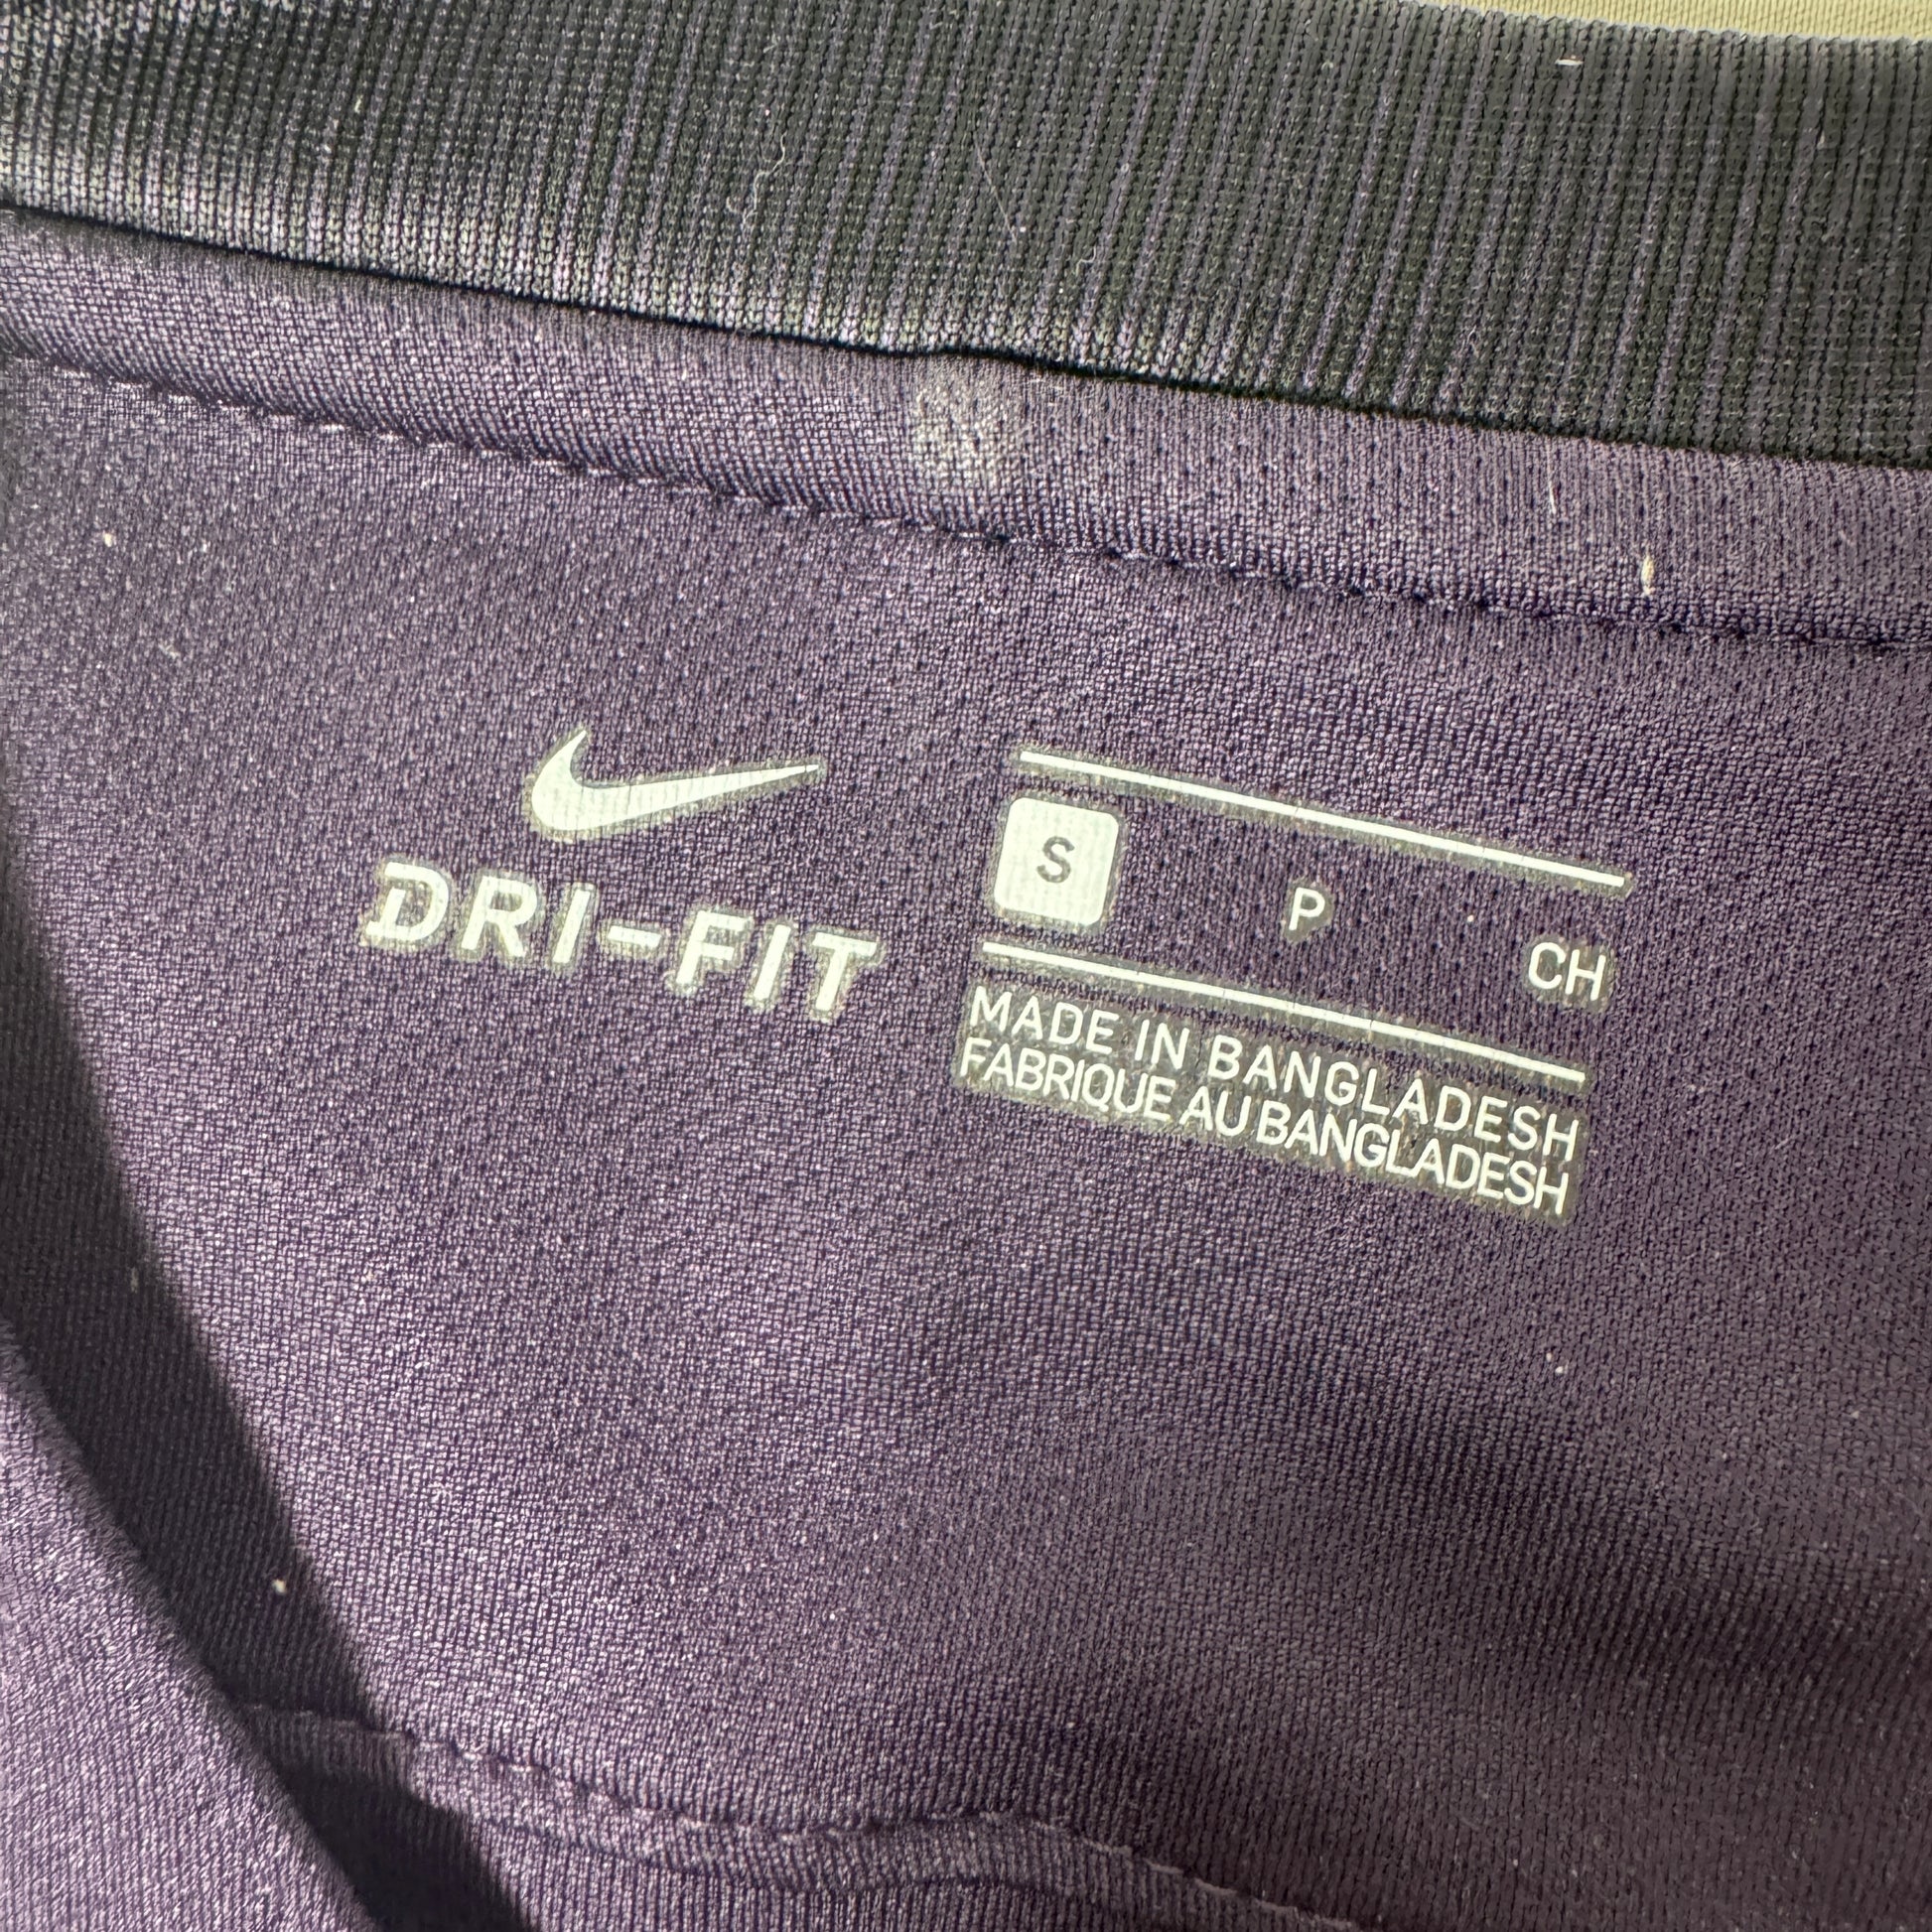 DRI-FIT
S P CH
MADE IN BANGLADESH
FABRIQUE AU BANGLADESH